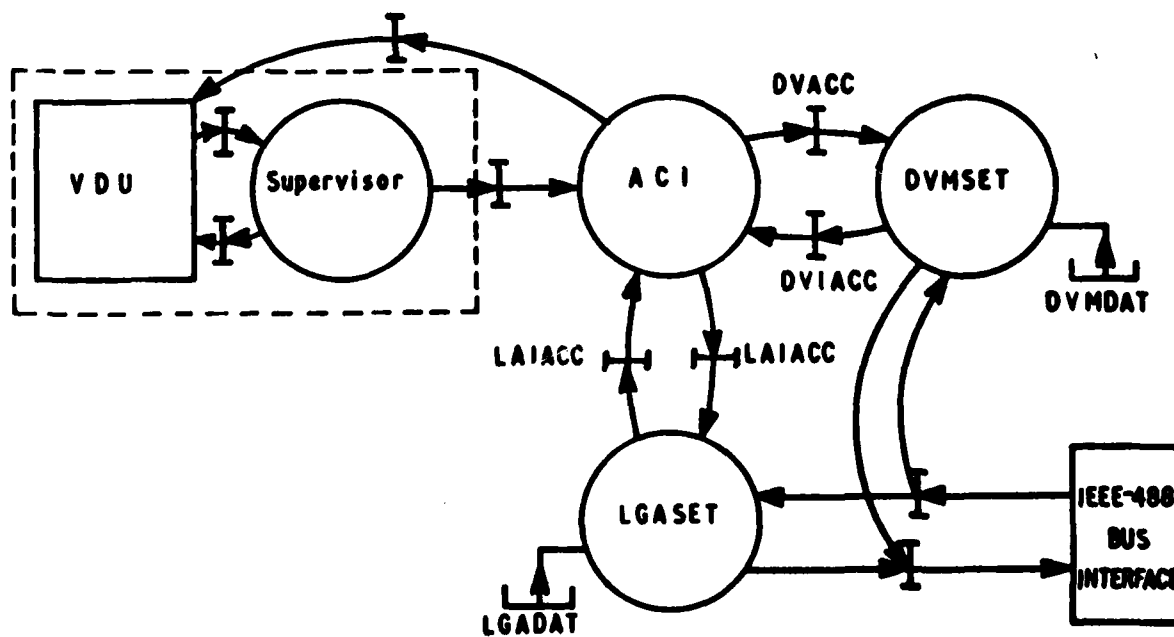 DVACC
VDU
Supervisor
ACI
DVMSET
DVIACC
DVMDAT
LAIACC
LAIACC
LGASET
IEEE-488
BUS
INTERFACE
LGADAT